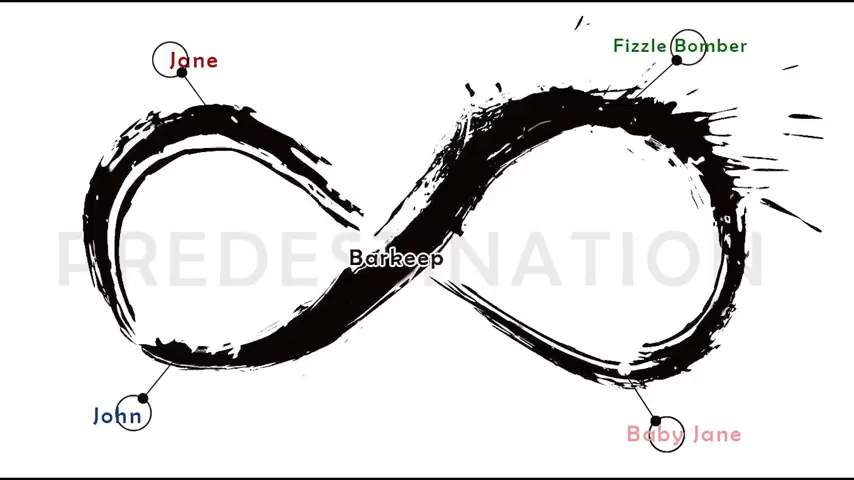 Jane
Fizzle Bomber
PREDESTINATION
Barkeep
John
Baby Jane